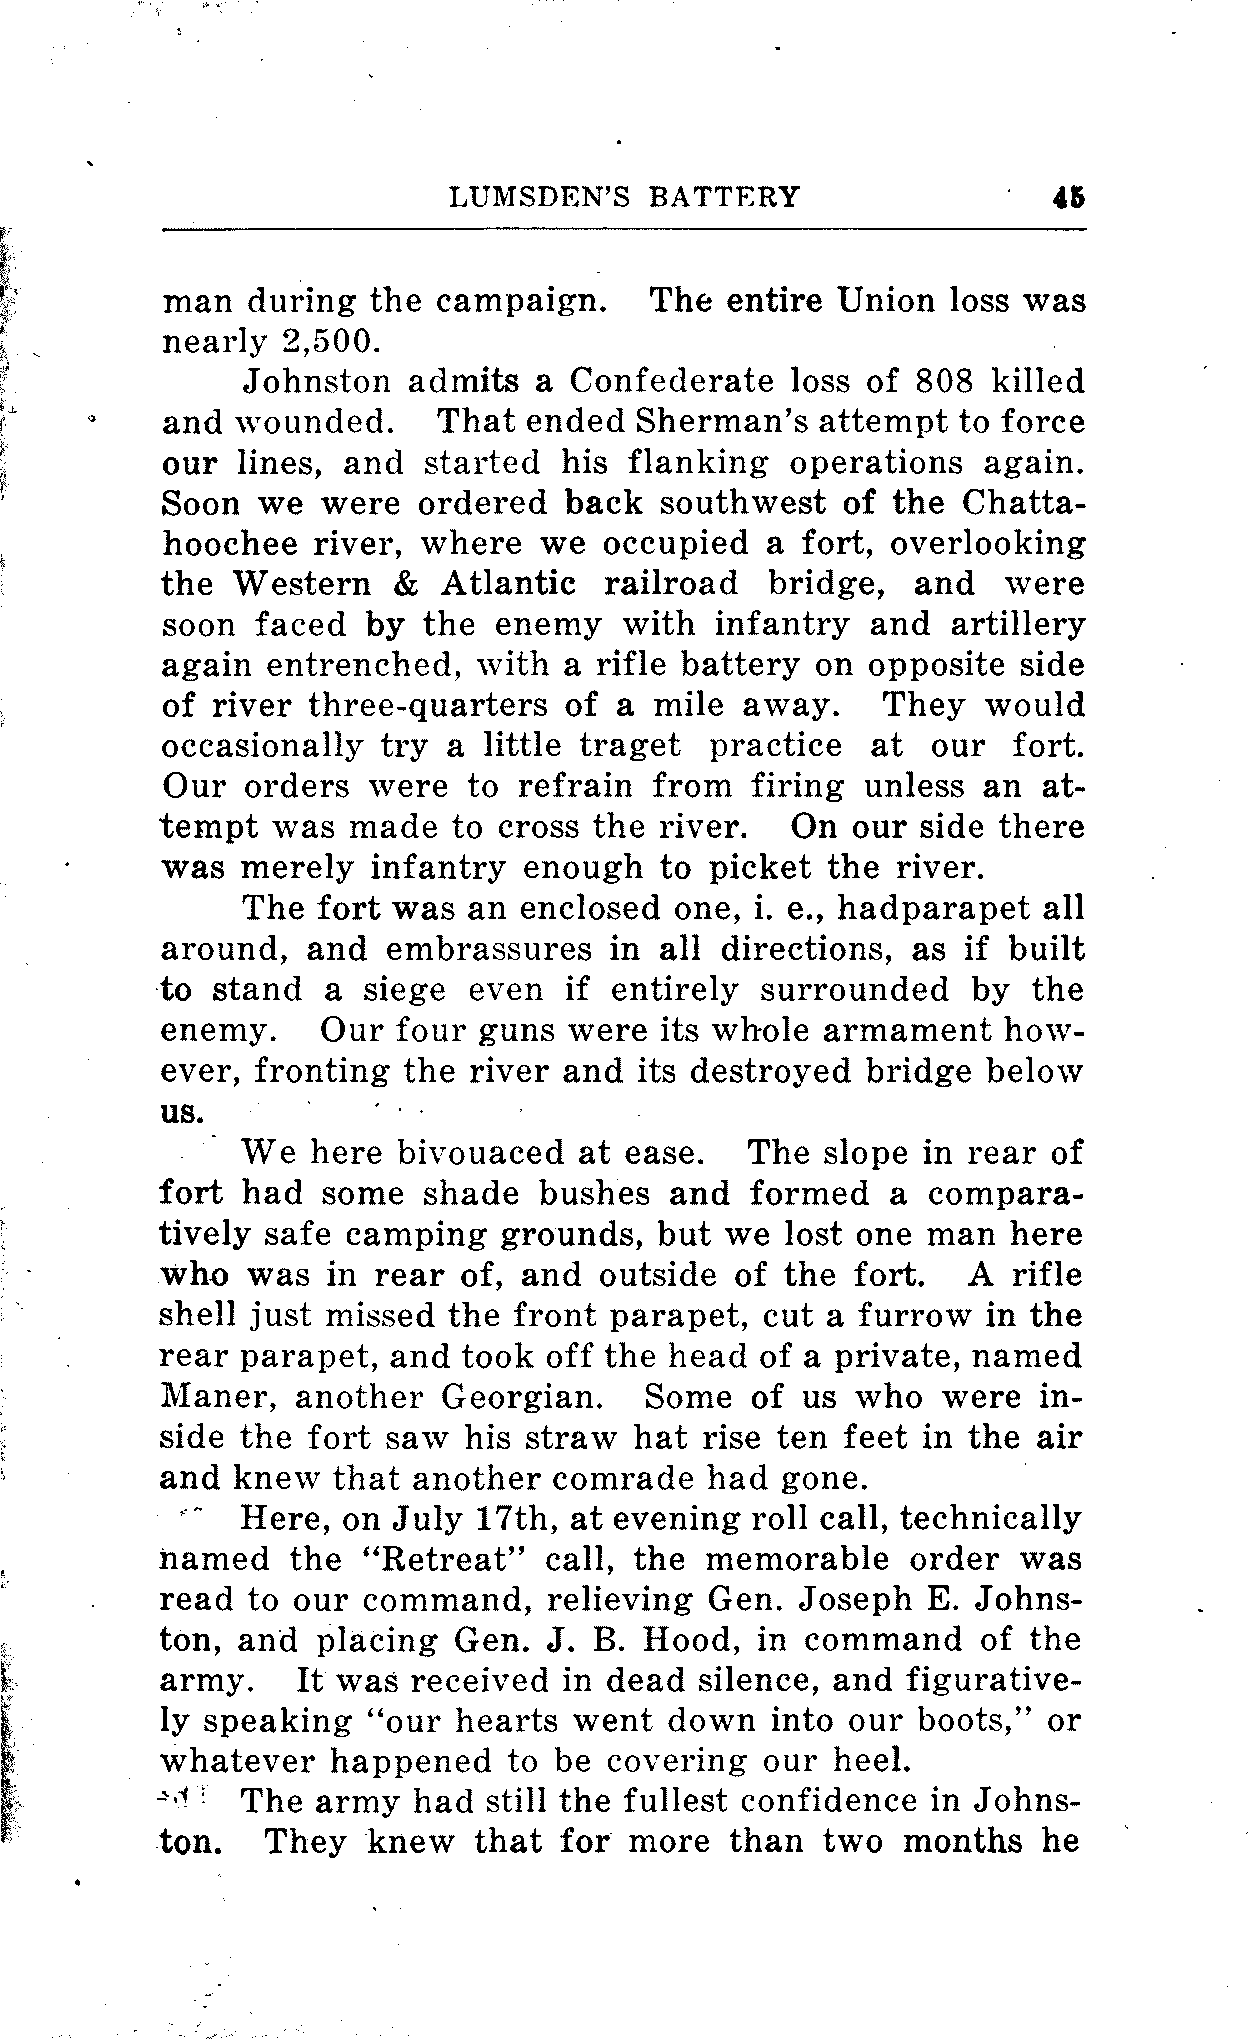 LUMSDEN'S BATTERY 45
man during the campaign. The entire Union loss was
nearly 2,500.
Johnston admits a Confederate loss of 808 killed
and wounded. That ended Sherman's attempt to force
our lines, and started his flanking operations again.
Soon we were ordered back southwest of the Chatta-
hoochee river, where we occupied a fort, overlooking
the Western & Atlantic railroad bridge, and were
soon faced by the enemy with infantry and artillery
again entrenched, with a rifle battery on opposite side
of river three-quarters of a mile away. They would
occasionally try a little traget practice at our fort.
Our orders were to refrain from firing unless an at-
tempt was made to cross the river. On our side there
was merely infantry enough to picket the river.
The fort was an enclosed one, i. e., hadparapet all
around, and embrassures in all directions, as if built
to stand a siege even if entirely surrounded by the
enemy. Our four guns were its whole armament how-
ever, fronting the river and its destroyed bridge below
us.
We here bivouaced at ease. The slope in rear of
fort had some shade bushes and formed a compara-
tively safe camping grounds, but we lost one man here
who was in rear of, and outside of the fort. A rifle
shell just missed the front parapet, cut a furrow in the
rear parapet, and took off the head of a private, named
Maner, another Georgian. Some of us who were in-
side the fort saw his straw hat rise ten feet in the air
and knew that another comrade had gone.
Here, on July 17th, at evening roll call, technically
named the “Retreat” call, the memorable order was
read to our command, relieving Gen. Joseph E. Johns-
ton, and placing Gen. J. B. Hood, in command of the
army. It was received in dead silence, and figurative-
ly speaking “our hearts went down into our boots,” or
whatever happened to be covering our heel.
The army had still the fullest confidence in Johns-
ton. They knew that for more than two months he